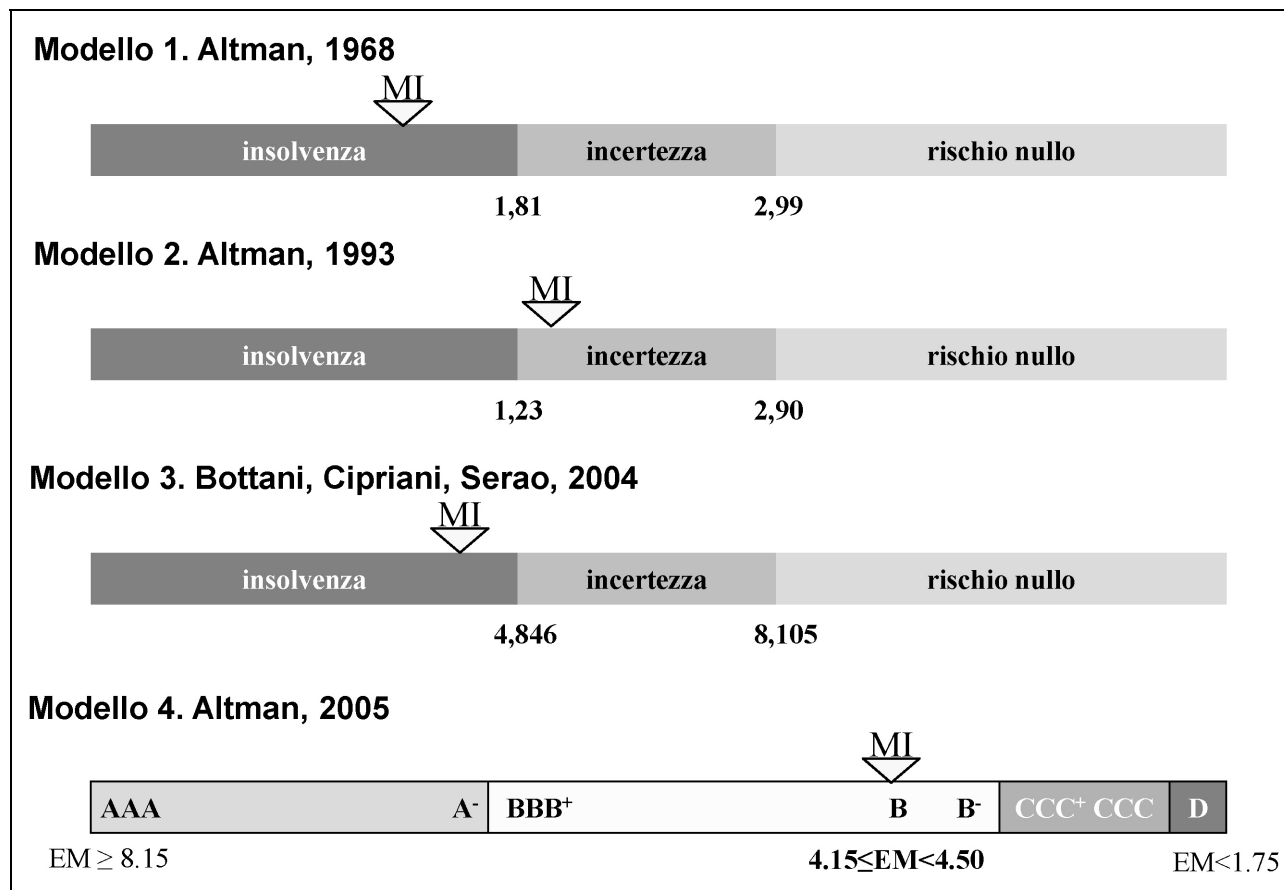 Modello 1. Altman, 1968
MI
insolvenza incertezza rischio nullo
1,81 2,99
Modello 2. Altman, 1993
MI
insolvenza incertezza rischio nullo
1,23 2,90
Modello 3. Bottani, Cipriani, Serao, 2004
MI
insolvenza incertezza rischio nullo
4,846 8,105
Modello 4. Altman, 2005
MI
AAA A⁻ BBB⁺ B B⁻ CCC⁺ CCC D
EM ≥ 8.15 4.15≤EM<4.50 EM<1.75